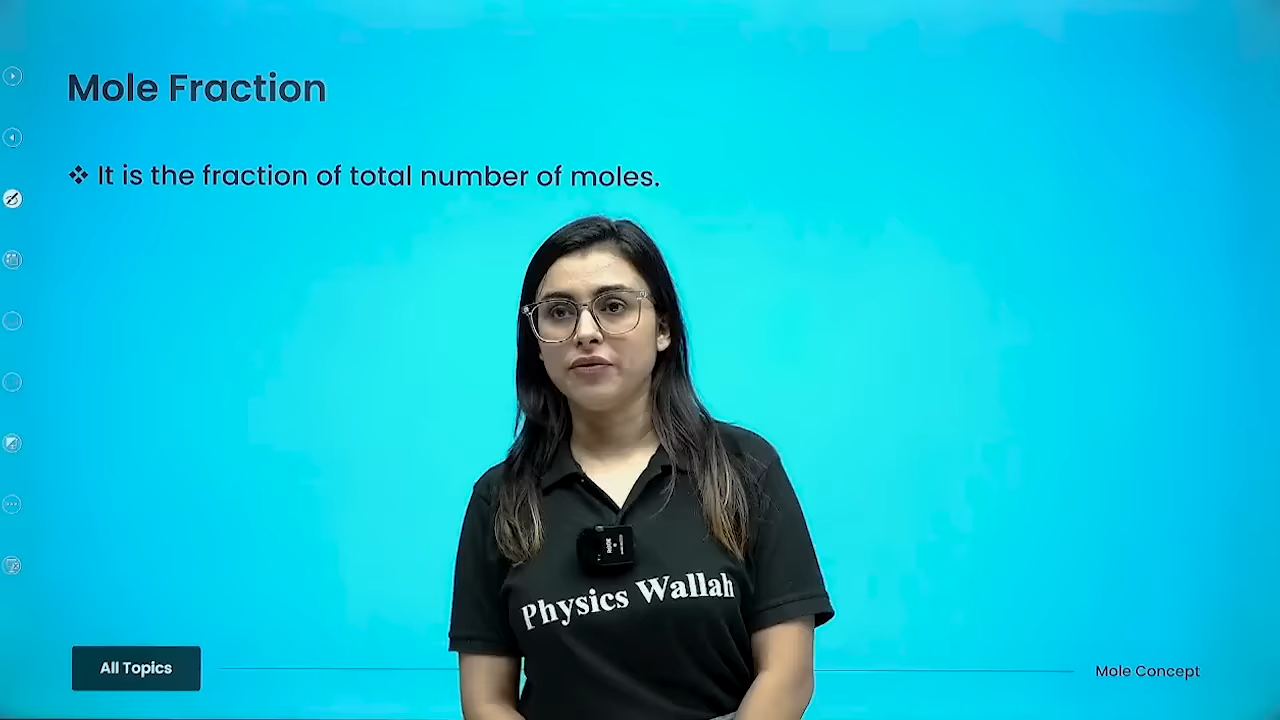 Mole Fraction
❖ It is the fraction of total number of moles.
Physics Wallah
All Topics
Mole Concept